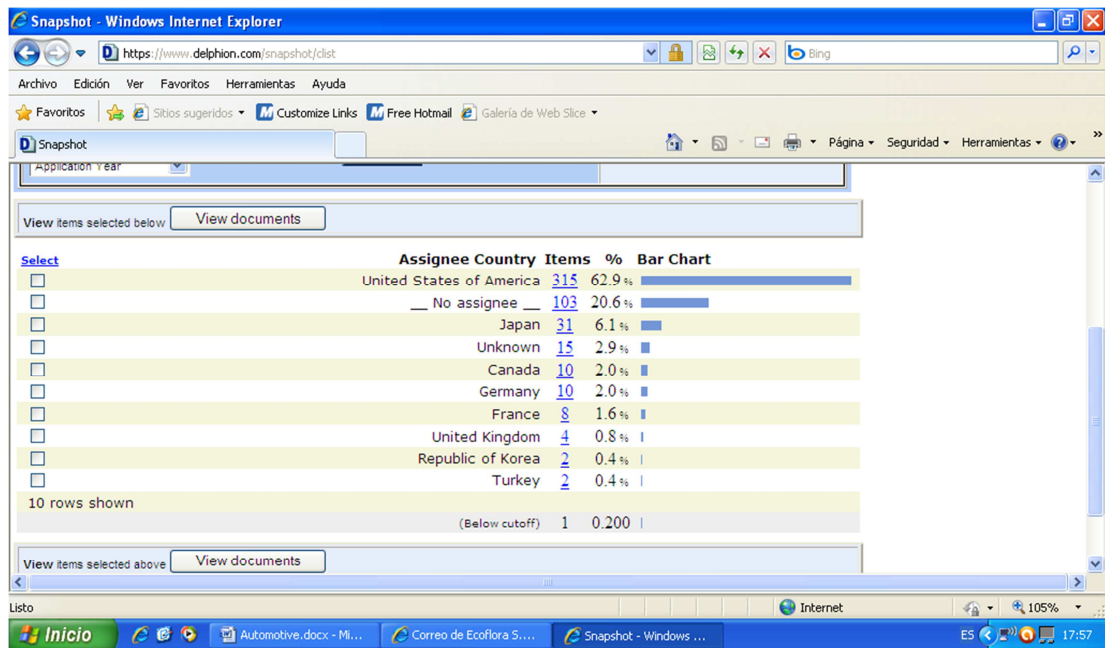 Snapshot - Windows Internet Explorer
https://www.delphion.com/snapshot/clist Bing
Archivo Edición Ver Favoritos Herramientas Ayuda
Favoritos Sitios sugeridos Customize Links Free Hotmail Galería de Web Slice
Snapshot Página Seguridad Herramientas »
Application Year
View items selected below View documents
Select Assignee Country Items % Bar Chart
United States of America 315 62.9 %
__ No assignee __ 103 20.6 %
Japan 31 6.1 %
Unknown 15 2.9 %
Canada 10 2.0 %
Germany 10 2.0 %
France 8 1.6 %
United Kingdom 4 0.8 %
Republic of Korea 2 0.4 %
Turkey 2 0.4 %
10 rows shown
(Below cutoff) 1 0.200
View items selected above View documents
Listo Internet 105%
Inicio Automotive.docx - Mi... Correo de Ecoflora S.... Snapshot - Windows ... ES 17:57